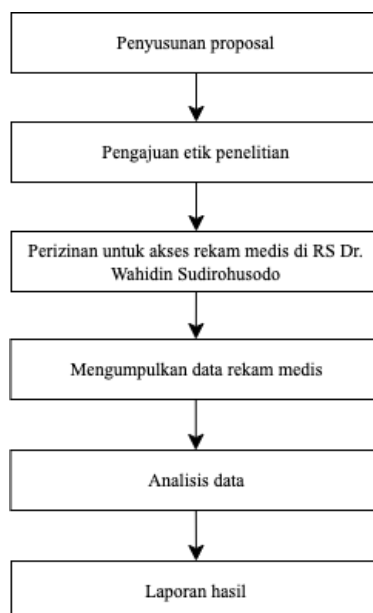 Penyusunan proposal
Pengajuan etik penelitian
Perizinan untuk akses rekam medis di RS Dr.
Wahidin Sudirohusodo
Mengumpulkan data rekam medis
Analisis data
Laporan hasil